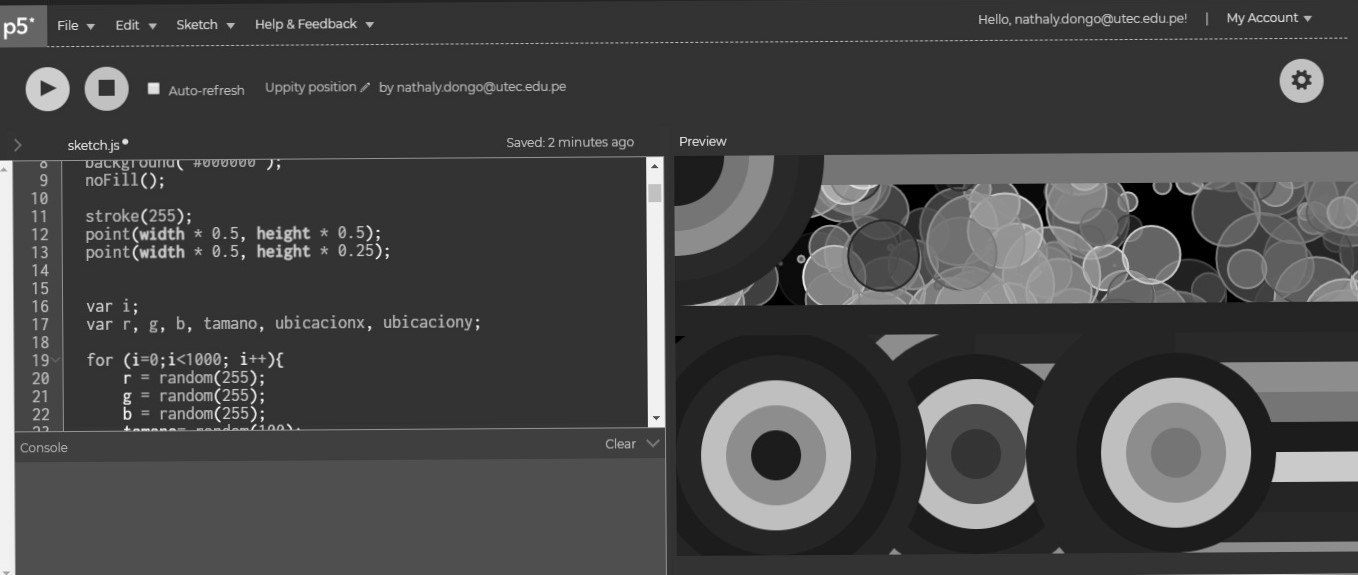 p5*
File Edit Sketch Help & Feedback
Hello, nathaly.dongo@utec.edu.pe! | My Account
Auto-refresh Uppity position by nathaly.dongo@utec.edu.pe
sketch.js Saved: 2 minutes ago
Preview
8 background( "#000000" );
9 noFill();
10
11 stroke(255);
12 point(width * 0.5, height * 0.5);
13 point(width * 0.5, height * 0.25);
14
15
16 var i;
17 var r, g, b, tamano, ubicacionx, ubicaciony;
18
19 for (i=0;i<1000; i++){
20 r = random(255);
21 g = random(255);
22 b = random(255);
23 tamano= random(100);
Console Clear